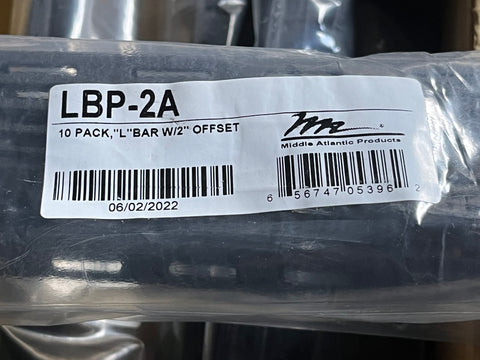 LBP-2A
10 PACK,"L"BAR W/2" OFFSET
Middle Atlantic Products
06/02/2022
6 56747 05396 2